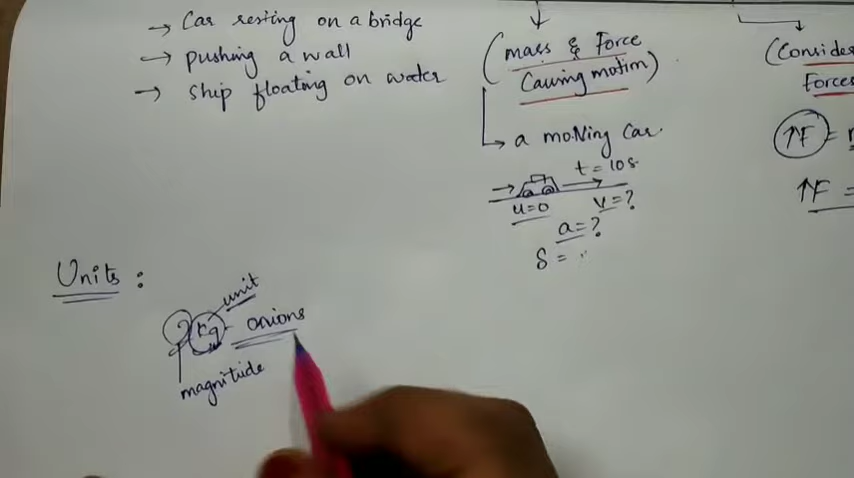 → Car resting on a bridge
→ pushing a wall
→ ship floating on water
(mass & Force
Causing motion)
→ a moving car.
t = 10s.
u=0 v=?
a=?
S =
(Consider
Forces
↑F =
↑F =
Units :
unit
2 kg - onions
magnitude